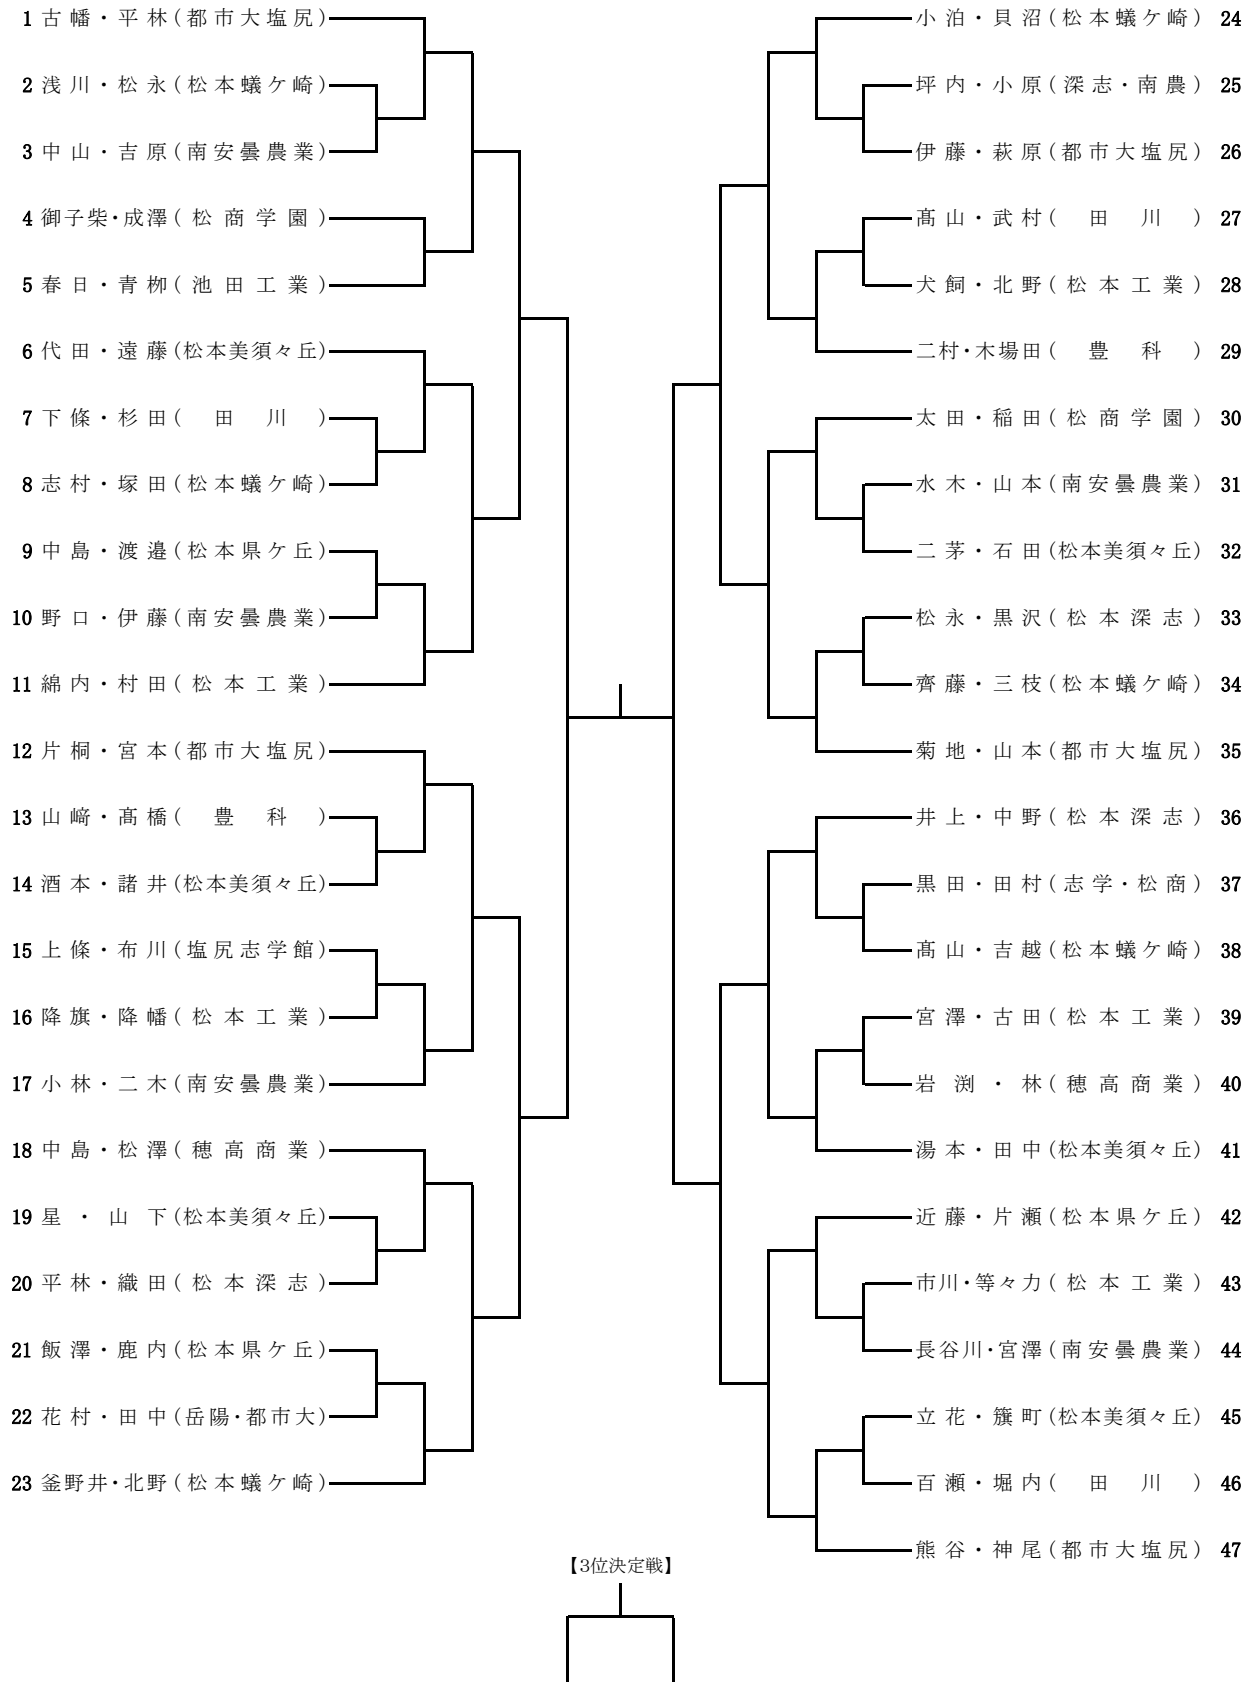 1 古幡・平林(都市大塩尻)
2 浅川・松永(松本蟻ケ崎)
3 中山・吉原(南安曇農業)
4 御子柴・成澤(松商学園)
5 春日・青栁(池田工業)
6 代田・遠藤(松本美須々丘)
7 下條・杉田(田川)
8 志村・塚田(松本蟻ケ崎)
9 中島・渡邉(松本県ケ丘)
10 野口・伊藤(南安曇農業)
11 綿内・村田(松本工業)
12 片桐・宮本(都市大塩尻)
13 山﨑・髙橋(豊科)
14 酒本・諸井(松本美須々丘)
15 上條・布川(塩尻志学館)
16 降旗・降幡(松本工業)
17 小林・二木(南安曇農業)
18 中島・松澤(穂高商業)
19 星・山下(松本美須々丘)
20 平林・織田(松本深志)
21 飯澤・鹿内(松本県ケ丘)
22 花村・田中(岳陽・都市大)
23 釜野井・北野(松本蟻ケ崎)
小泊・貝沼(松本蟻ケ崎) 24
坪内・小原(深志・南農) 25
伊藤・萩原(都市大塩尻) 26
髙山・武村(田川) 27
犬飼・北野(松本工業) 28
二村・木場田(豊科) 29
太田・稲田(松商学園) 30
水木・山本(南安曇農業) 31
二茅・石田(松本美須々丘) 32
松永・黒沢(松本深志) 33
齊藤・三枝(松本蟻ケ崎) 34
菊地・山本(都市大塩尻) 35
井上・中野(松本深志) 36
黒田・田村(志学・松商) 37
髙山・吉越(松本蟻ケ崎) 38
宮澤・古田(松本工業) 39
岩渕・林(穂高商業) 40
湯本・田中(松本美須々丘) 41
近藤・片瀬(松本県ケ丘) 42
市川・等々力(松本工業) 43
長谷川・宮澤(南安曇農業) 44
立花・籏町(松本美須々丘) 45
百瀬・堀内(田川) 46
熊谷・神尾(都市大塩尻) 47
【3位決定戦】